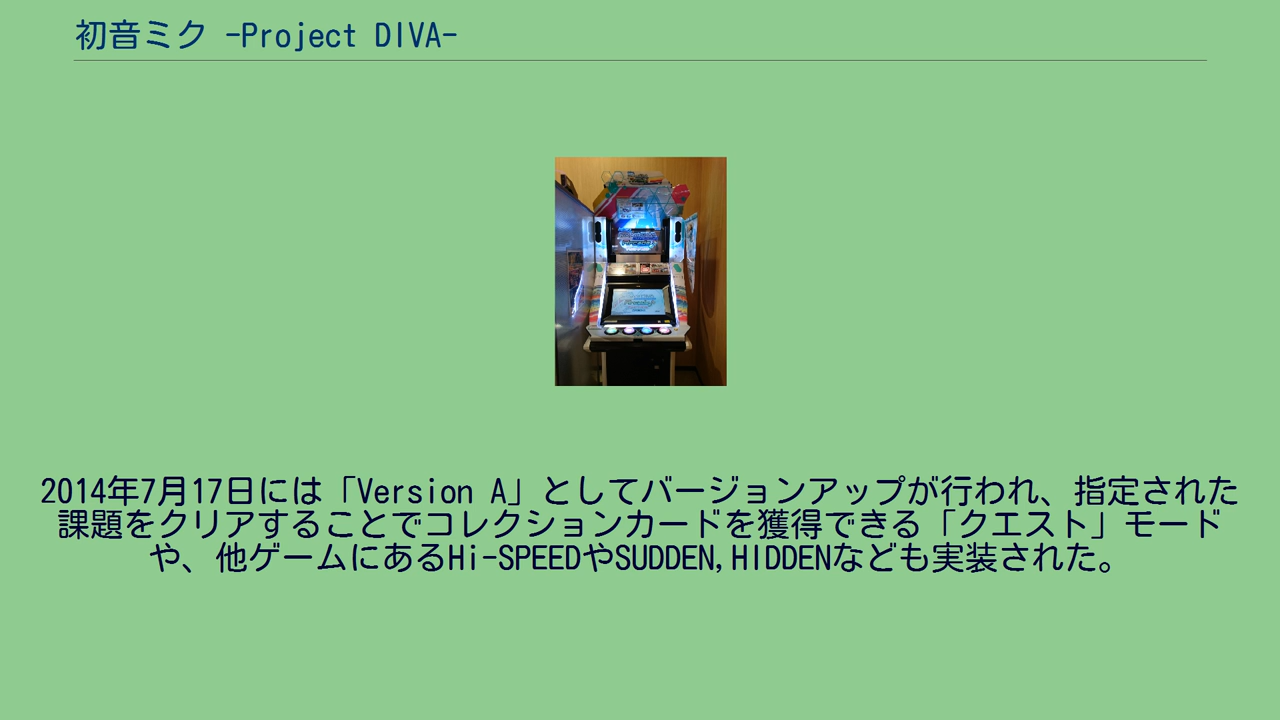 初音ミク -Project DIVA-
2014年7月17日には「Version A」としてバージョンアップが行われ、指定された
課題をクリアすることでコレクションカードを獲得できる「クエスト」モード
や、他ゲームにあるHi-SPEEDやSUDDEN,HIDDENなども実装された。